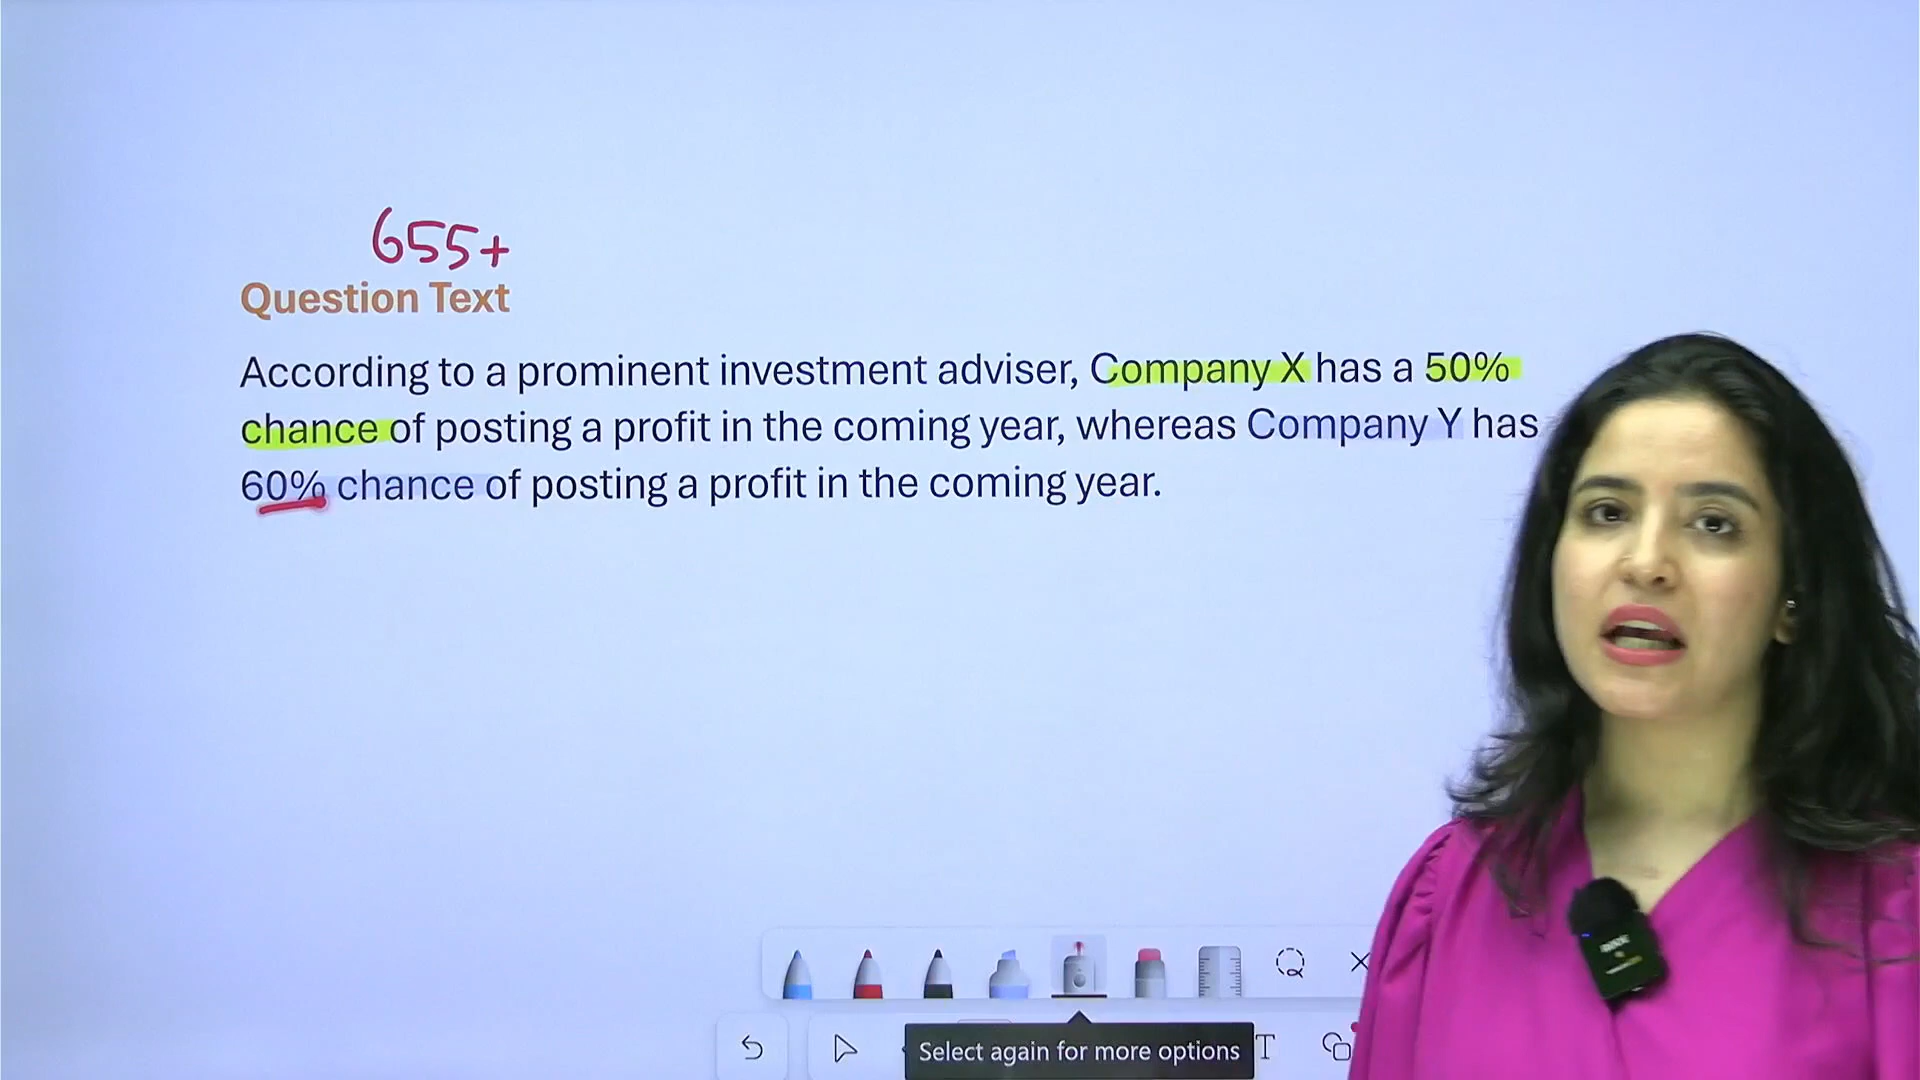 655+
Question Text
According to a prominent investment adviser, Company X has a 50%
chance of posting a profit in the coming year, whereas Company Y has
60% chance of posting a profit in the coming year.
Select again for more options
T